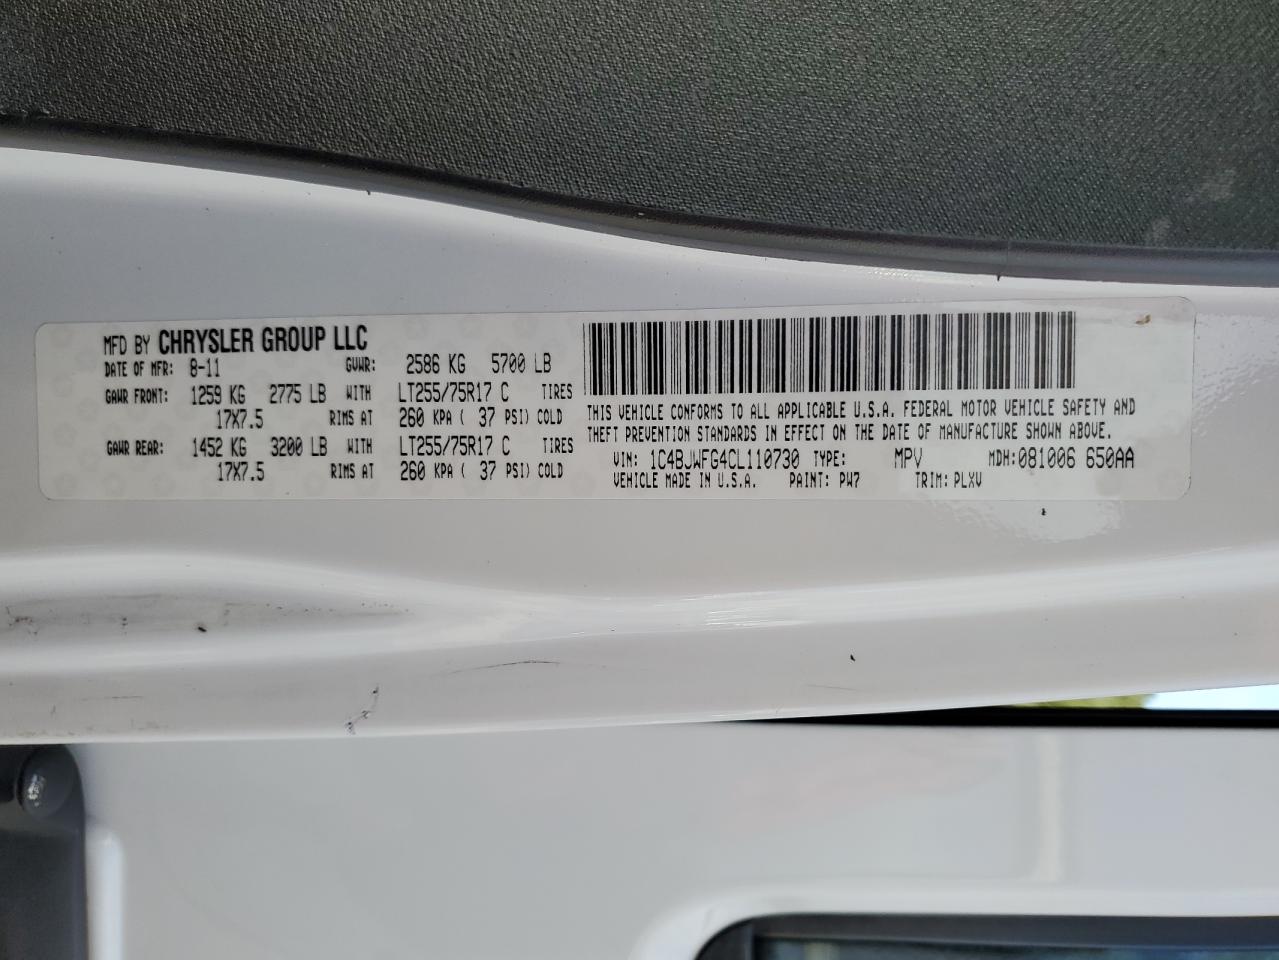 MFD BY CHRYSLER GROUP LLC
DATE OF MFR: 8-11 GVWR: 2586 KG 5700 LB
GAWR FRONT: 1259 KG 2775 LB WITH LT255/75R17 C TIRES
17X7.5 RIMS AT 260 KPA ( 37 PSI) COLD
GAWR REAR: 1452 KG 3200 LB WITH LT255/75R17 C TIRES
17X7.5 RIMS AT 260 KPA ( 37 PSI) COLD
THIS VEHICLE CONFORMS TO ALL APPLICABLE U.S.A. FEDERAL MOTOR VEHICLE SAFETY AND
THEFT PREVENTION STANDARDS IN EFFECT ON THE DATE OF MANUFACTURE SHOWN ABOVE.
VIN: 1C4BJWFG4CL110730 TYPE: MPV MDH:081006 650AA
VEHICLE MADE IN U.S.A. PAINT: PW7 TRIM: PLXV